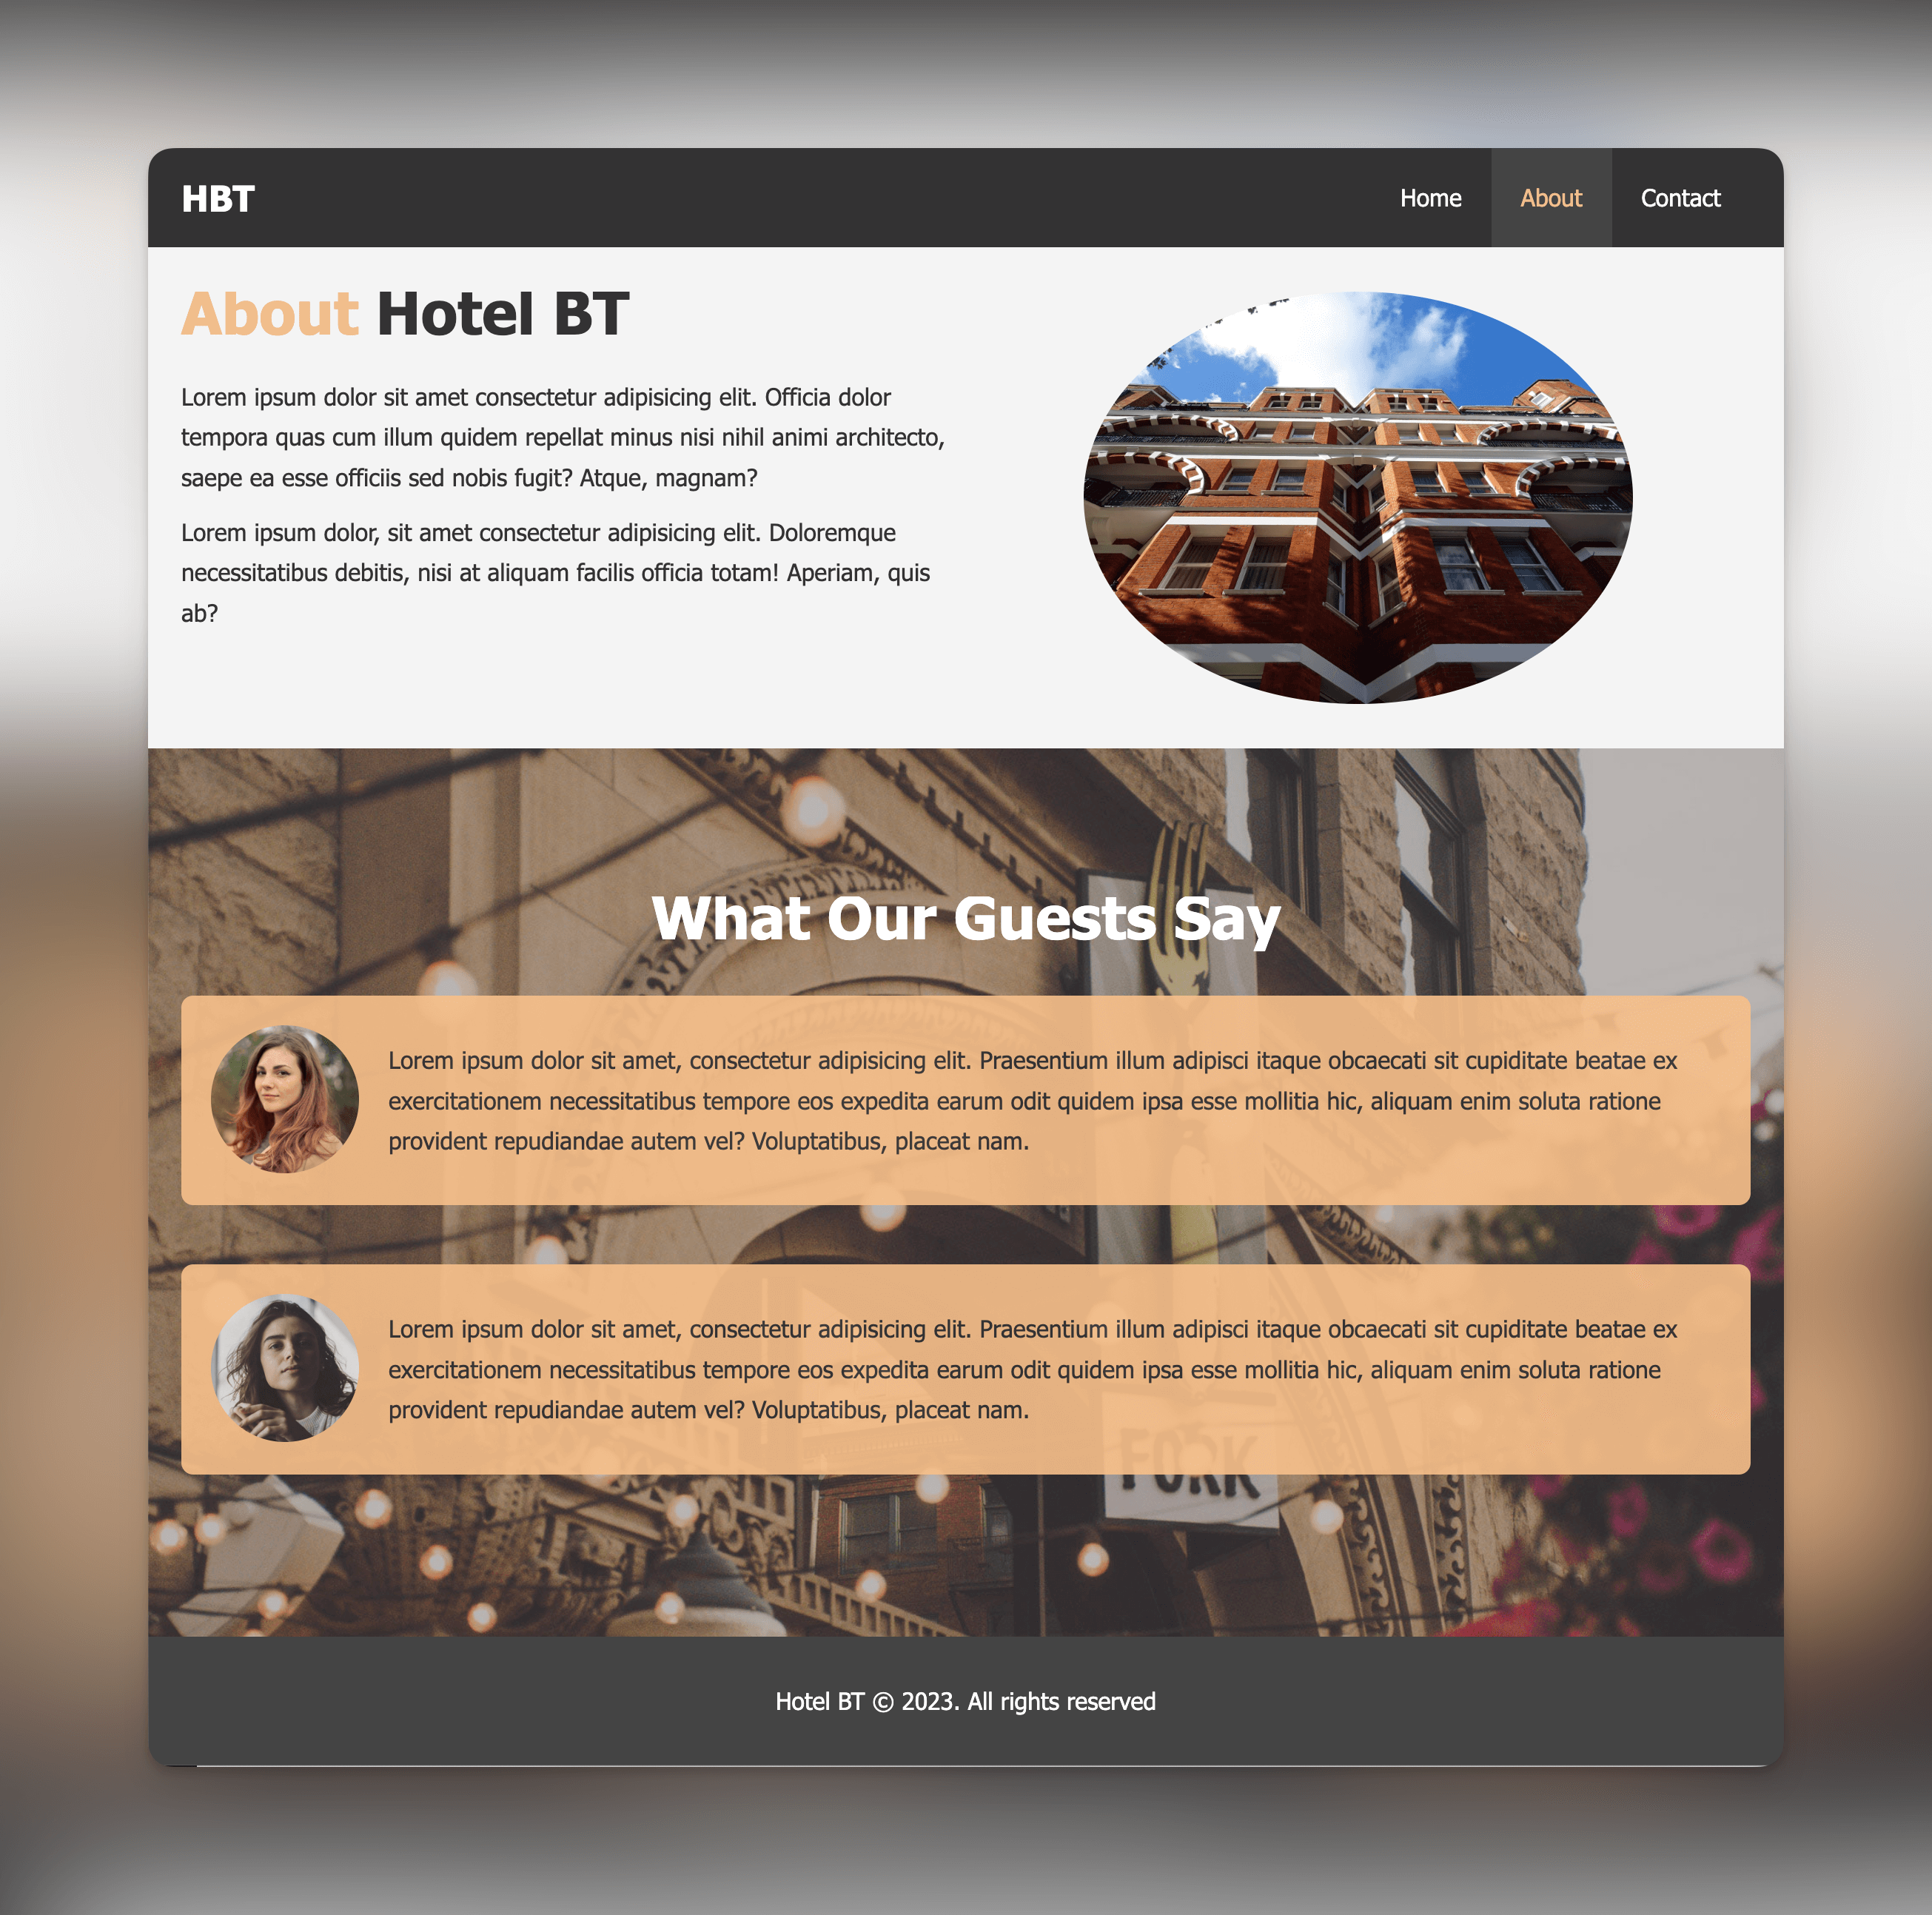 HBT
Home About Contact
About Hotel BT
Lorem ipsum dolor sit amet consectetur adipisicing elit. Officia dolor
tempora quas cum illum quidem repellat minus nisi nihil animi architecto,
saepe ea esse officiis sed nobis fugit? Atque, magnam?
Lorem ipsum dolor, sit amet consectetur adipisicing elit. Doloremque
necessitatibus debitis, nisi at aliquam facilis officia totam! Aperiam, quis
ab?
What Our Guests Say
Lorem ipsum dolor sit amet, consectetur adipisicing elit. Praesentium illum adipisci itaque obcaecati sit cupiditate beatae ex
exercitationem necessitatibus tempore eos expedita earum odit quidem ipsa esse mollitia hic, aliquam enim soluta ratione
provident repudiandae autem vel? Voluptatibus, placeat nam.
Lorem ipsum dolor sit amet, consectetur adipisicing elit. Praesentium illum adipisci itaque obcaecati sit cupiditate beatae ex
exercitationem necessitatibus tempore eos expedita earum odit quidem ipsa esse mollitia hic, aliquam enim soluta ratione
provident repudiandae autem vel? Voluptatibus, placeat nam.
FORK
Hotel BT © 2023. All rights reserved